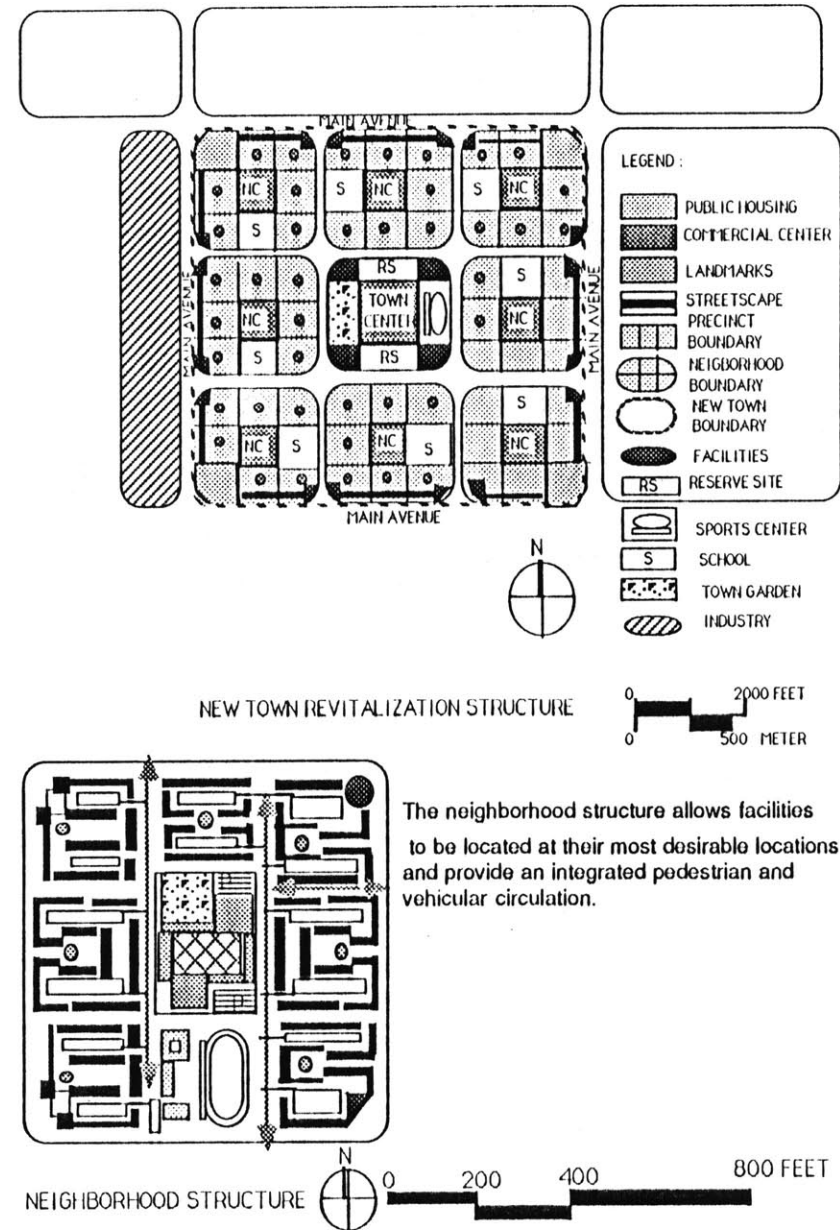 MAIN AVENUE
LEGEND :
PUBLIC HOUSING
COMMERCIAL CENTER
LANDMARKS
STREETSCAPE
PRECINCT
BOUNDARY
NEIGBORHOOD
BOUNDARY
NEW TOWN
BOUNDARY
FACILITIES
RS RESERVE SITE
SPORTS CENTER
S SCHOOL
TOWN GARDEN
INDUSTRY
NC S NC S NC
S
MAIN AVENUE
RS
S
NC TOWN NC
CENTER
S
RS
MAIN AVENUE
S
NC S NC S NC
MAIN AVENUE
N
NEW TOWN REVITALIZATION STRUCTURE
0 2000 FEET
0 500 METER
The neighborhood structure allows facilities
to be located at their most desirable locations
and provide an integrated pedestrian and
vehicular circulation.
N
NEIGHBORHOOD STRUCTURE
0 200 400 800 FEET